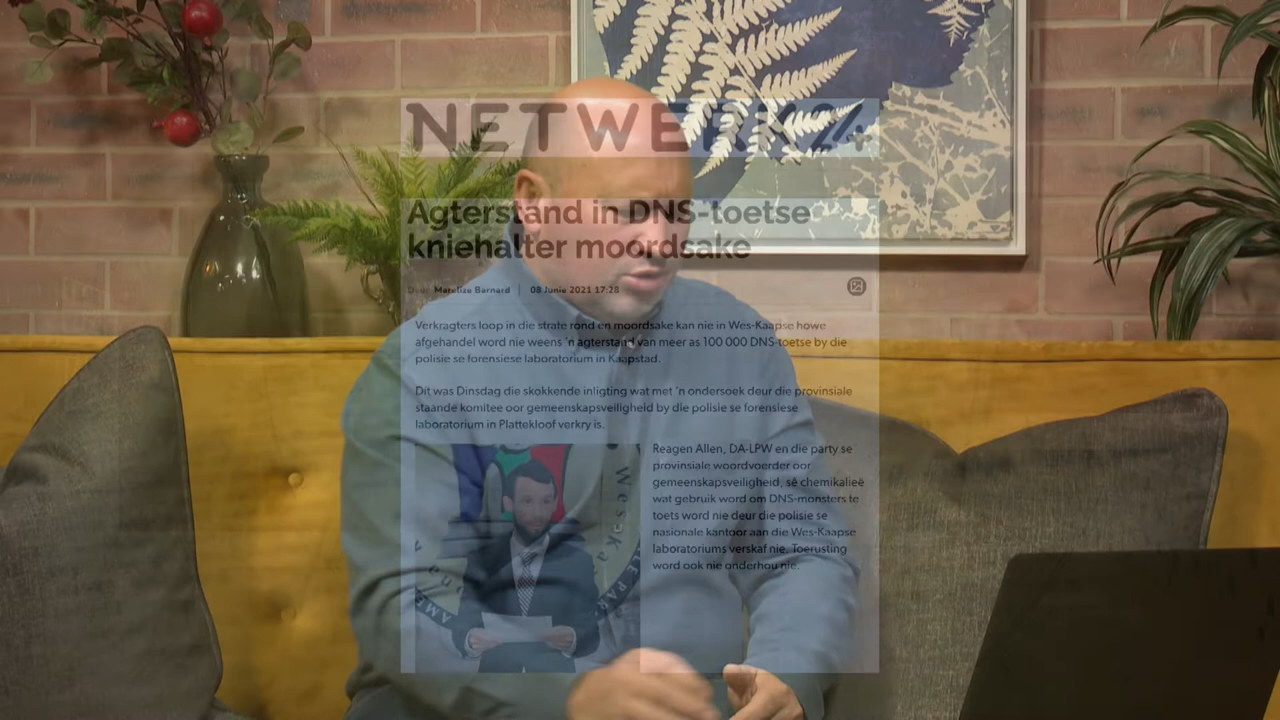 NETWERK24
Agterstand in DNS-toetse
kniehalter moordsake
Deur Marelize Barnard | 08 Junie 2021 17:28
Verkragters loop in die strate rond en moordsake kan nie in Wes-Kaapse howe
afgehandel word nie weens 'n agterstand van meer as 100 000 DNS-toetse by die
polisie se forensiese laboratorium in Kaapstad.
Dit was Dinsdag die skokkende inligting wat met 'n ondersoek deur die provinsiale
staande komitee oor gemeenskapsveiligheid by die polisie se forensiese
laboratorium in Plattekloof verkry is.
Reagen Allen, DA-LPW en die party se
provinsiale woordvoerder oor
gemeenskapsveiligheid, sê chemikalieë
wat gebruik word om DNS-monsters te
toets word nie deur die polisie se
nasionale kantoor aan die Wes-Kaapse
laboratoriums verskaf nie. Toerusting
word ook nie onderhou nie.